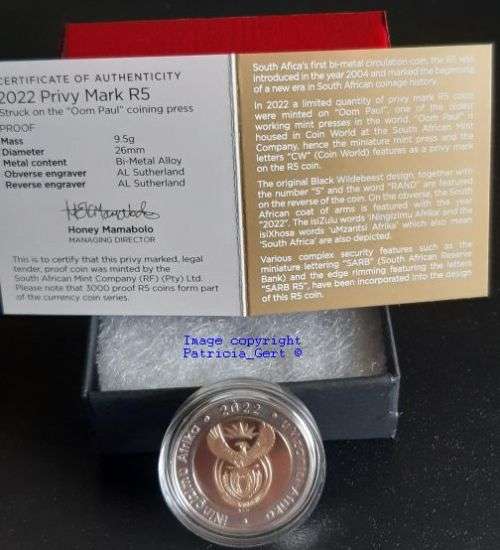 CERTIFICATE OF AUTHENTICITY
2022 Privy Mark R5
Struck on the "Oom Paul" coining press
PROOF
Mass 9.5g
Diameter 26mm
Metal content Bi-Metal Alloy
Obverse engraver AL Sutherland
Reverse engraver AL Sutherland
Honey Mamabolo
MANAGING DIRECTOR
This is to certify that this privy marked, legal
tender, proof coin was minted by the
South African Mint Company (RF) (Pty) Ltd.
Please note that 3000 proof R5 coins form part
of the currency coin series.
South Africa's first bi-metal circulation coin, the R5 was
introduced in the year 2004 and marked the beginning
of a new era in South African coinage history.
In 2022 a limited quantity of privy mark R5 coins
were minted on "Oom Paul", one of the oldest
working mint presses in the world. "Oom Paul" is
housed in Coin World at the South African Mint
Company, hence the miniature mint press and the
letters "CW" (Coin World) features as a privy mark
on the R5 coin.
The original Black Wildebeest design, together with
the number "5" and the word "RAND" are featured
on the reverse of the coin. On the obverse, the South
African coat of arms is featured with the year
"2022". The isiZulu words 'iNingizimu Afrika' and the
isiXhosa words 'uMzantsi Afrika' which also mean
'South Africa' are also depicted.
Various complex security features such as the
miniature lettering "SARB" (South African Reserve
Bank) and the edge rimming featuring the letters
"SARB R5", have been incorporated into the design
of this R5 coin.
Image copyright
Patricia_Gert ©
iNingizimu Afrika • 2022 • uMzantsi Afrika •